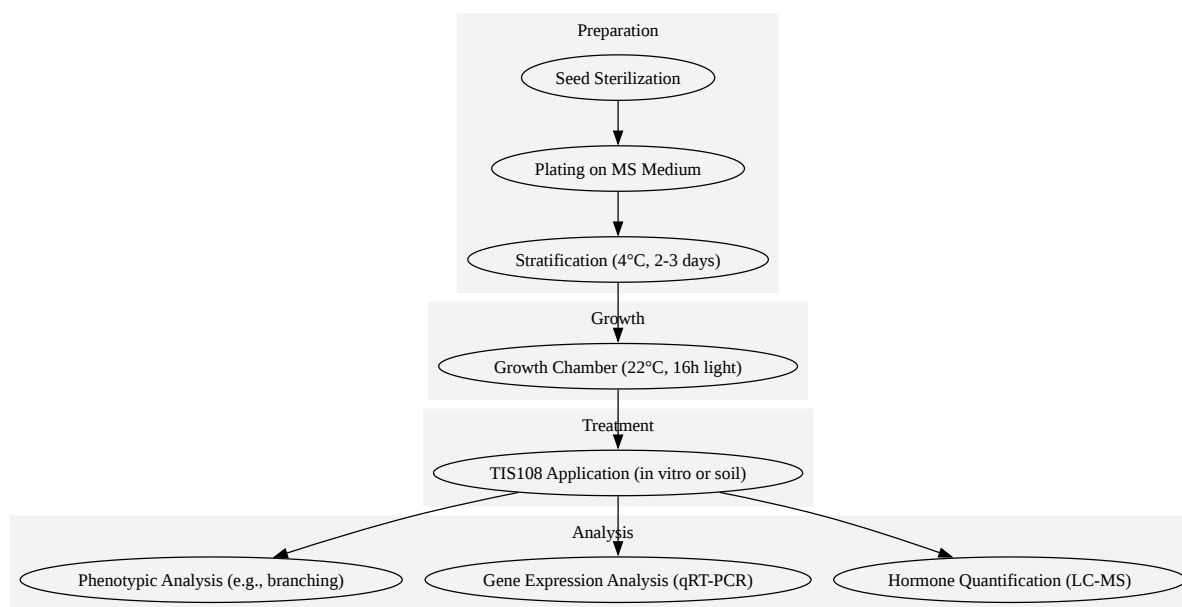 Preparation
Seed Sterilization
Plating on MS Medium
Stratification (4°C, 2-3 days)
Growth
Growth Chamber (22°C, 16h light)
Treatment
TIS108 Application (in vitro or soil)
Analysis
Phenotypic Analysis (e.g., branching)
Gene Expression Analysis (qRT-PCR)
Hormone Quantification (LC-MS)